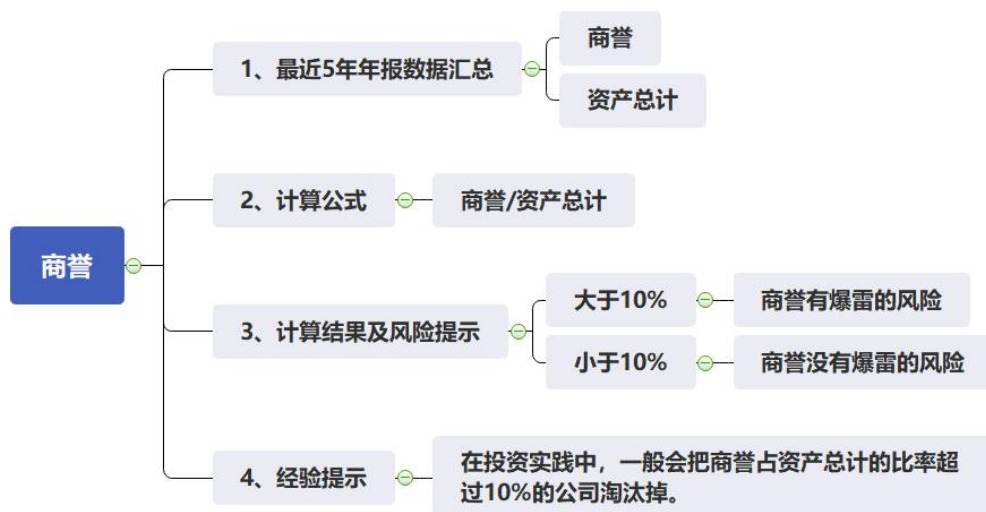 商誉
1、最近5年年报数据汇总
商誉
资产总计
2、计算公式
商誉/资产总计
3、计算结果及风险提示
大于10%
商誉有爆雷的风险
小于10%
商誉没有爆雷的风险
4、经验提示
在投资实践中，一般会把商誉占资产总计的比率超
过10%的公司淘汰掉。